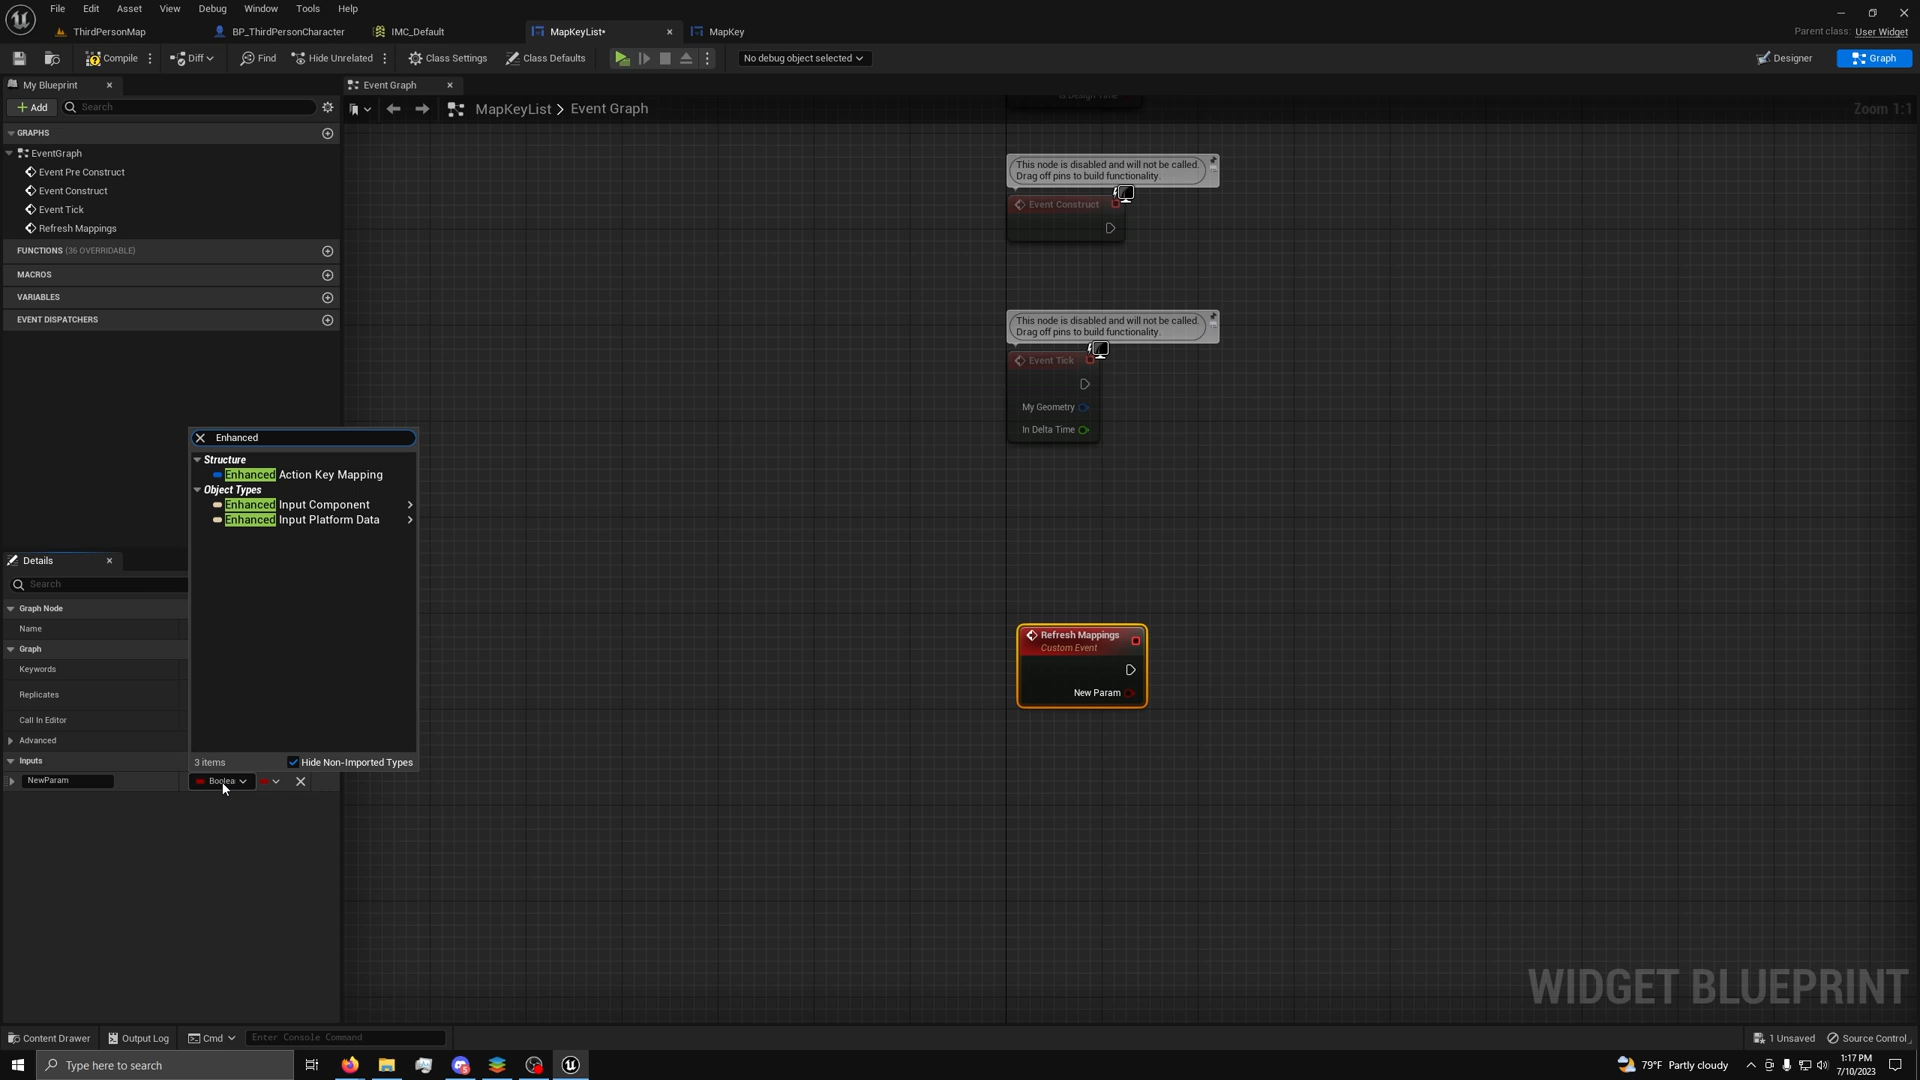 File Edit Asset View Debug Window Tools Help
ThirdPersonMap BP_ThirdPersonCharacter IMC_Default MapKeyList• MapKey Parent class: User Widget
Compile Diff Find Hide Unrelated Class Settings Class Defaults No debug object selected Designer Graph
My Blueprint Event Graph
Add Search MapKeyList > Event Graph Zoom 1:1
GRAPHS
EventGraph
Event Pre Construct
Event Construct
Event Tick
Refresh Mappings
FUNCTIONS (36 OVERRIDABLE)
MACROS
VARIABLES
EVENT DISPATCHERS
Is Design Time
This node is disabled and will not be called.
Drag off pins to build functionality.
Event Construct
This node is disabled and will not be called.
Drag off pins to build functionality.
Event Tick
My Geometry
In Delta Time
Enhanced
Structure
Enhanced Action Key Mapping
Object Types
Enhanced Input Component
Enhanced Input Platform Data
3 items Hide Non-Imported Types
Details
Search
Graph Node
Name
Graph
Keywords
Replicates
Call In Editor
Advanced
Inputs
NewParam Boolea
Refresh Mappings
Custom Event
New Param
WIDGET BLUEPRINT
Content Drawer Output Log Cmd Enter Console Command 1 Unsaved Source Control
Type here to search 79°F Partly cloudy 1:17 PM
7/10/2023